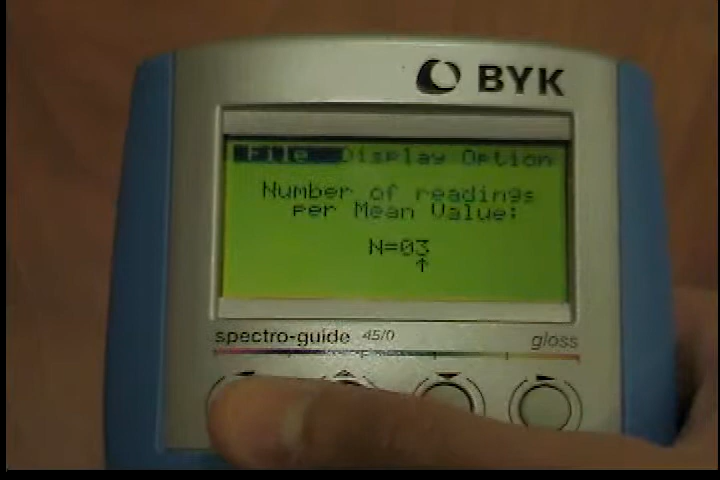 BYK
File Display Option
Number of readings
per Mean Value:
N=03
spectro-guide 45/0 gloss